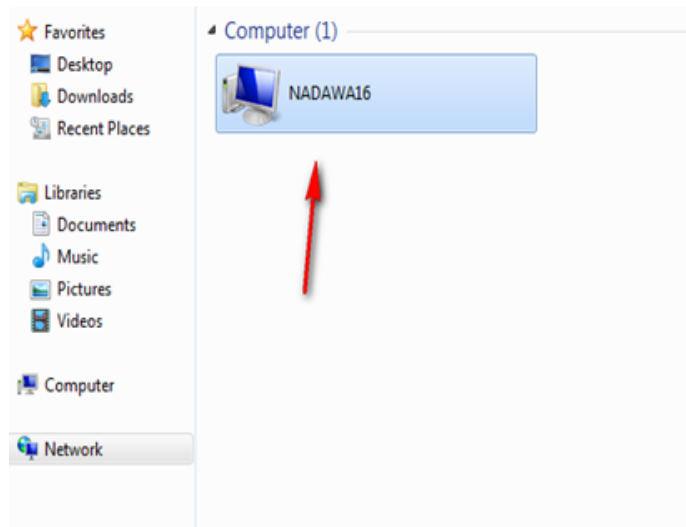 Favorites
Desktop
Downloads
Recent Places
Libraries
Documents
Music
Pictures
Videos
Computer
Network
Computer (1)
NADAWA16